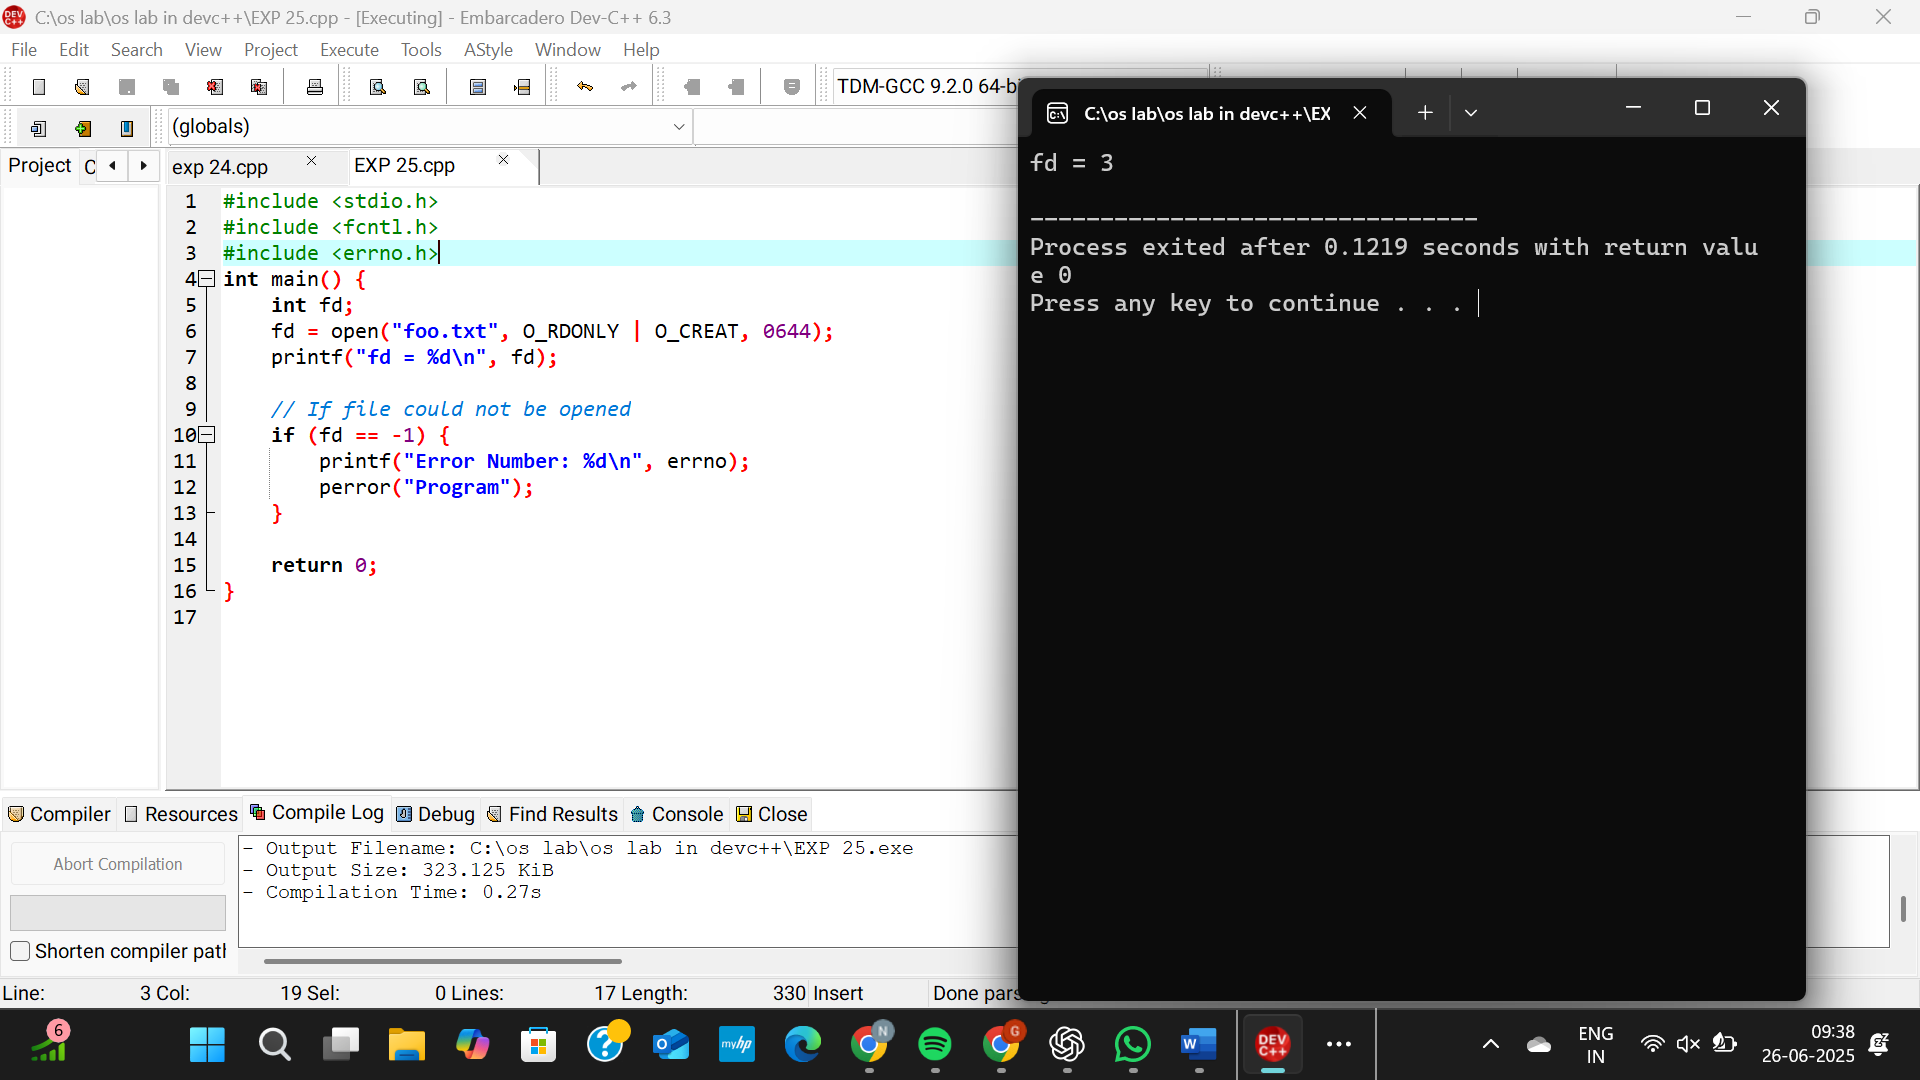 C:\os lab\os lab in devc++\EXP 25.cpp - [Executing] - Embarcadero Dev-C++ 6.3
File Edit Search View Project Execute Tools AStyle Window Help
TDM-GCC 9.2.0 64-bi
(globals)
Project C
exp 24.cpp
EXP 25.cpp
1 #include <stdio.h>
2 #include <fcntl.h>
3 #include <errno.h>
4 int main() {
5 int fd;
6 fd = open("foo.txt", O_RDONLY | O_CREAT, 0644);
7 printf("fd = %d\n", fd);
8
9 // If file could not be opened
10 if (fd == -1) {
11 printf("Error Number: %d\n", errno);
12 perror("Program");
13 }
14
15 return 0;
16 }
17
C:\os lab\os lab in devc++\EX
fd = 3
--------------------------------
Process exited after 0.1219 seconds with return valu
e 0
Press any key to continue . . .
Compiler Resources Compile Log Debug Find Results Console Close
Abort Compilation
Shorten compiler path
- Output Filename: C:\os lab\os lab in devc++\EXP 25.exe
- Output Size: 323.125 KiB
- Compilation Time: 0.27s
Line: 3 Col: 19 Sel: 0 Lines: 17 Length: 330 Insert Done pars
6
myhp
N
G
W
DEV C++
ENG
IN
09:38
26-06-2025